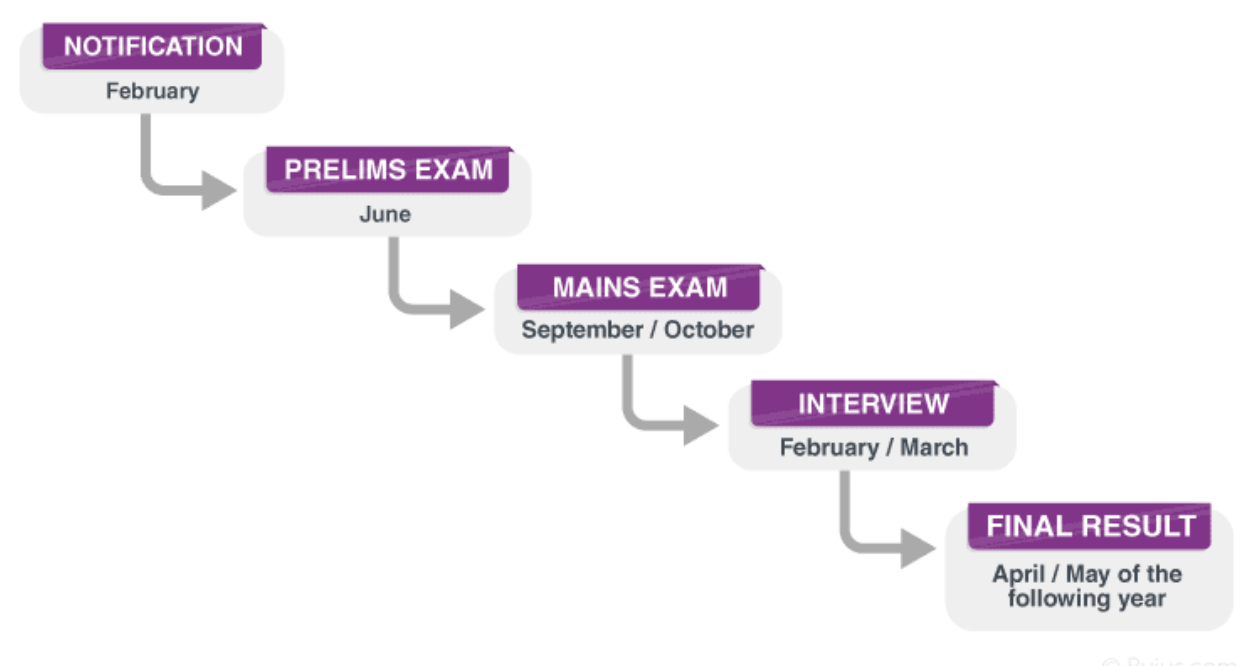 NOTIFICATION
February
PRELIMS EXAM
June
MAINS EXAM
September / October
INTERVIEW
February / March
FINAL RESULT
April / May of the
following year